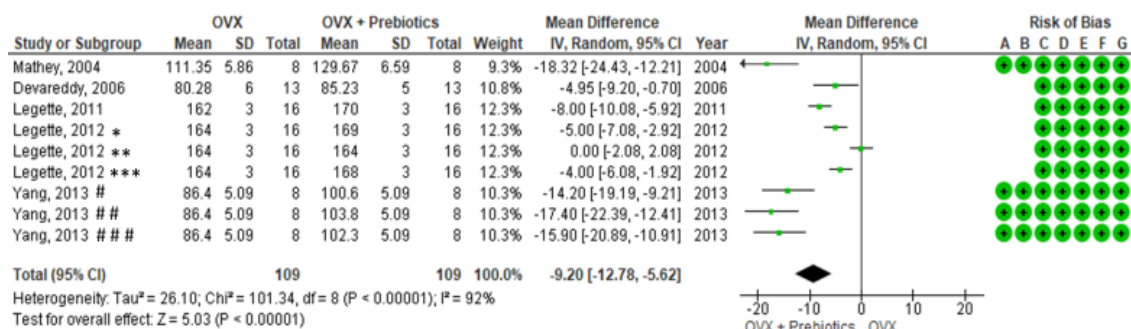 OVX OVX + Prebiotics Mean Difference Mean Difference Risk of Bias
Study or Subgroup Mean SD Total Mean SD Total Weight IV, Random, 95% CI Year IV, Random, 95% CI A B C D E F G
Mathey, 2004 111.35 5.86 8 129.67 6.59 8 9.3% -18.32 [-24.43, -12.21] 2004
Devareddy, 2006 80.28 6 13 85.23 5 13 10.8% -4.95 [-9.20, -0.70] 2006
Legette, 2011 162 3 16 170 3 16 12.3% -8.00 [-10.08, -5.92] 2011
Legette, 2012 * 164 3 16 169 3 16 12.3% -5.00 [-7.08, -2.92] 2012
Legette, 2012 ** 164 3 16 164 3 16 12.3% 0.00 [-2.08, 2.08] 2012
Legette, 2012 *** 164 3 16 168 3 16 12.3% -4.00 [-6.08, -1.92] 2012
Yang, 2013 # 86.4 5.09 8 100.6 5.09 8 10.3% -14.20 [-19.19, -9.21] 2013
Yang, 2013 # # 86.4 5.09 8 103.8 5.09 8 10.3% -17.40 [-22.39, -12.41] 2013
Yang, 2013 # # # 86.4 5.09 8 102.3 5.09 8 10.3% -15.90 [-20.89, -10.91] 2013
Total (95% CI) 109 109 100.0% -9.20 [-12.78, -5.62]
Heterogeneity: Tau² = 26.10; Chi² = 101.34, df = 8 (P < 0.00001); I² = 92%
Test for overall effect: Z = 5.03 (P < 0.00001)
-20 -10 0 10 20
OVX + Prebiotics OVX